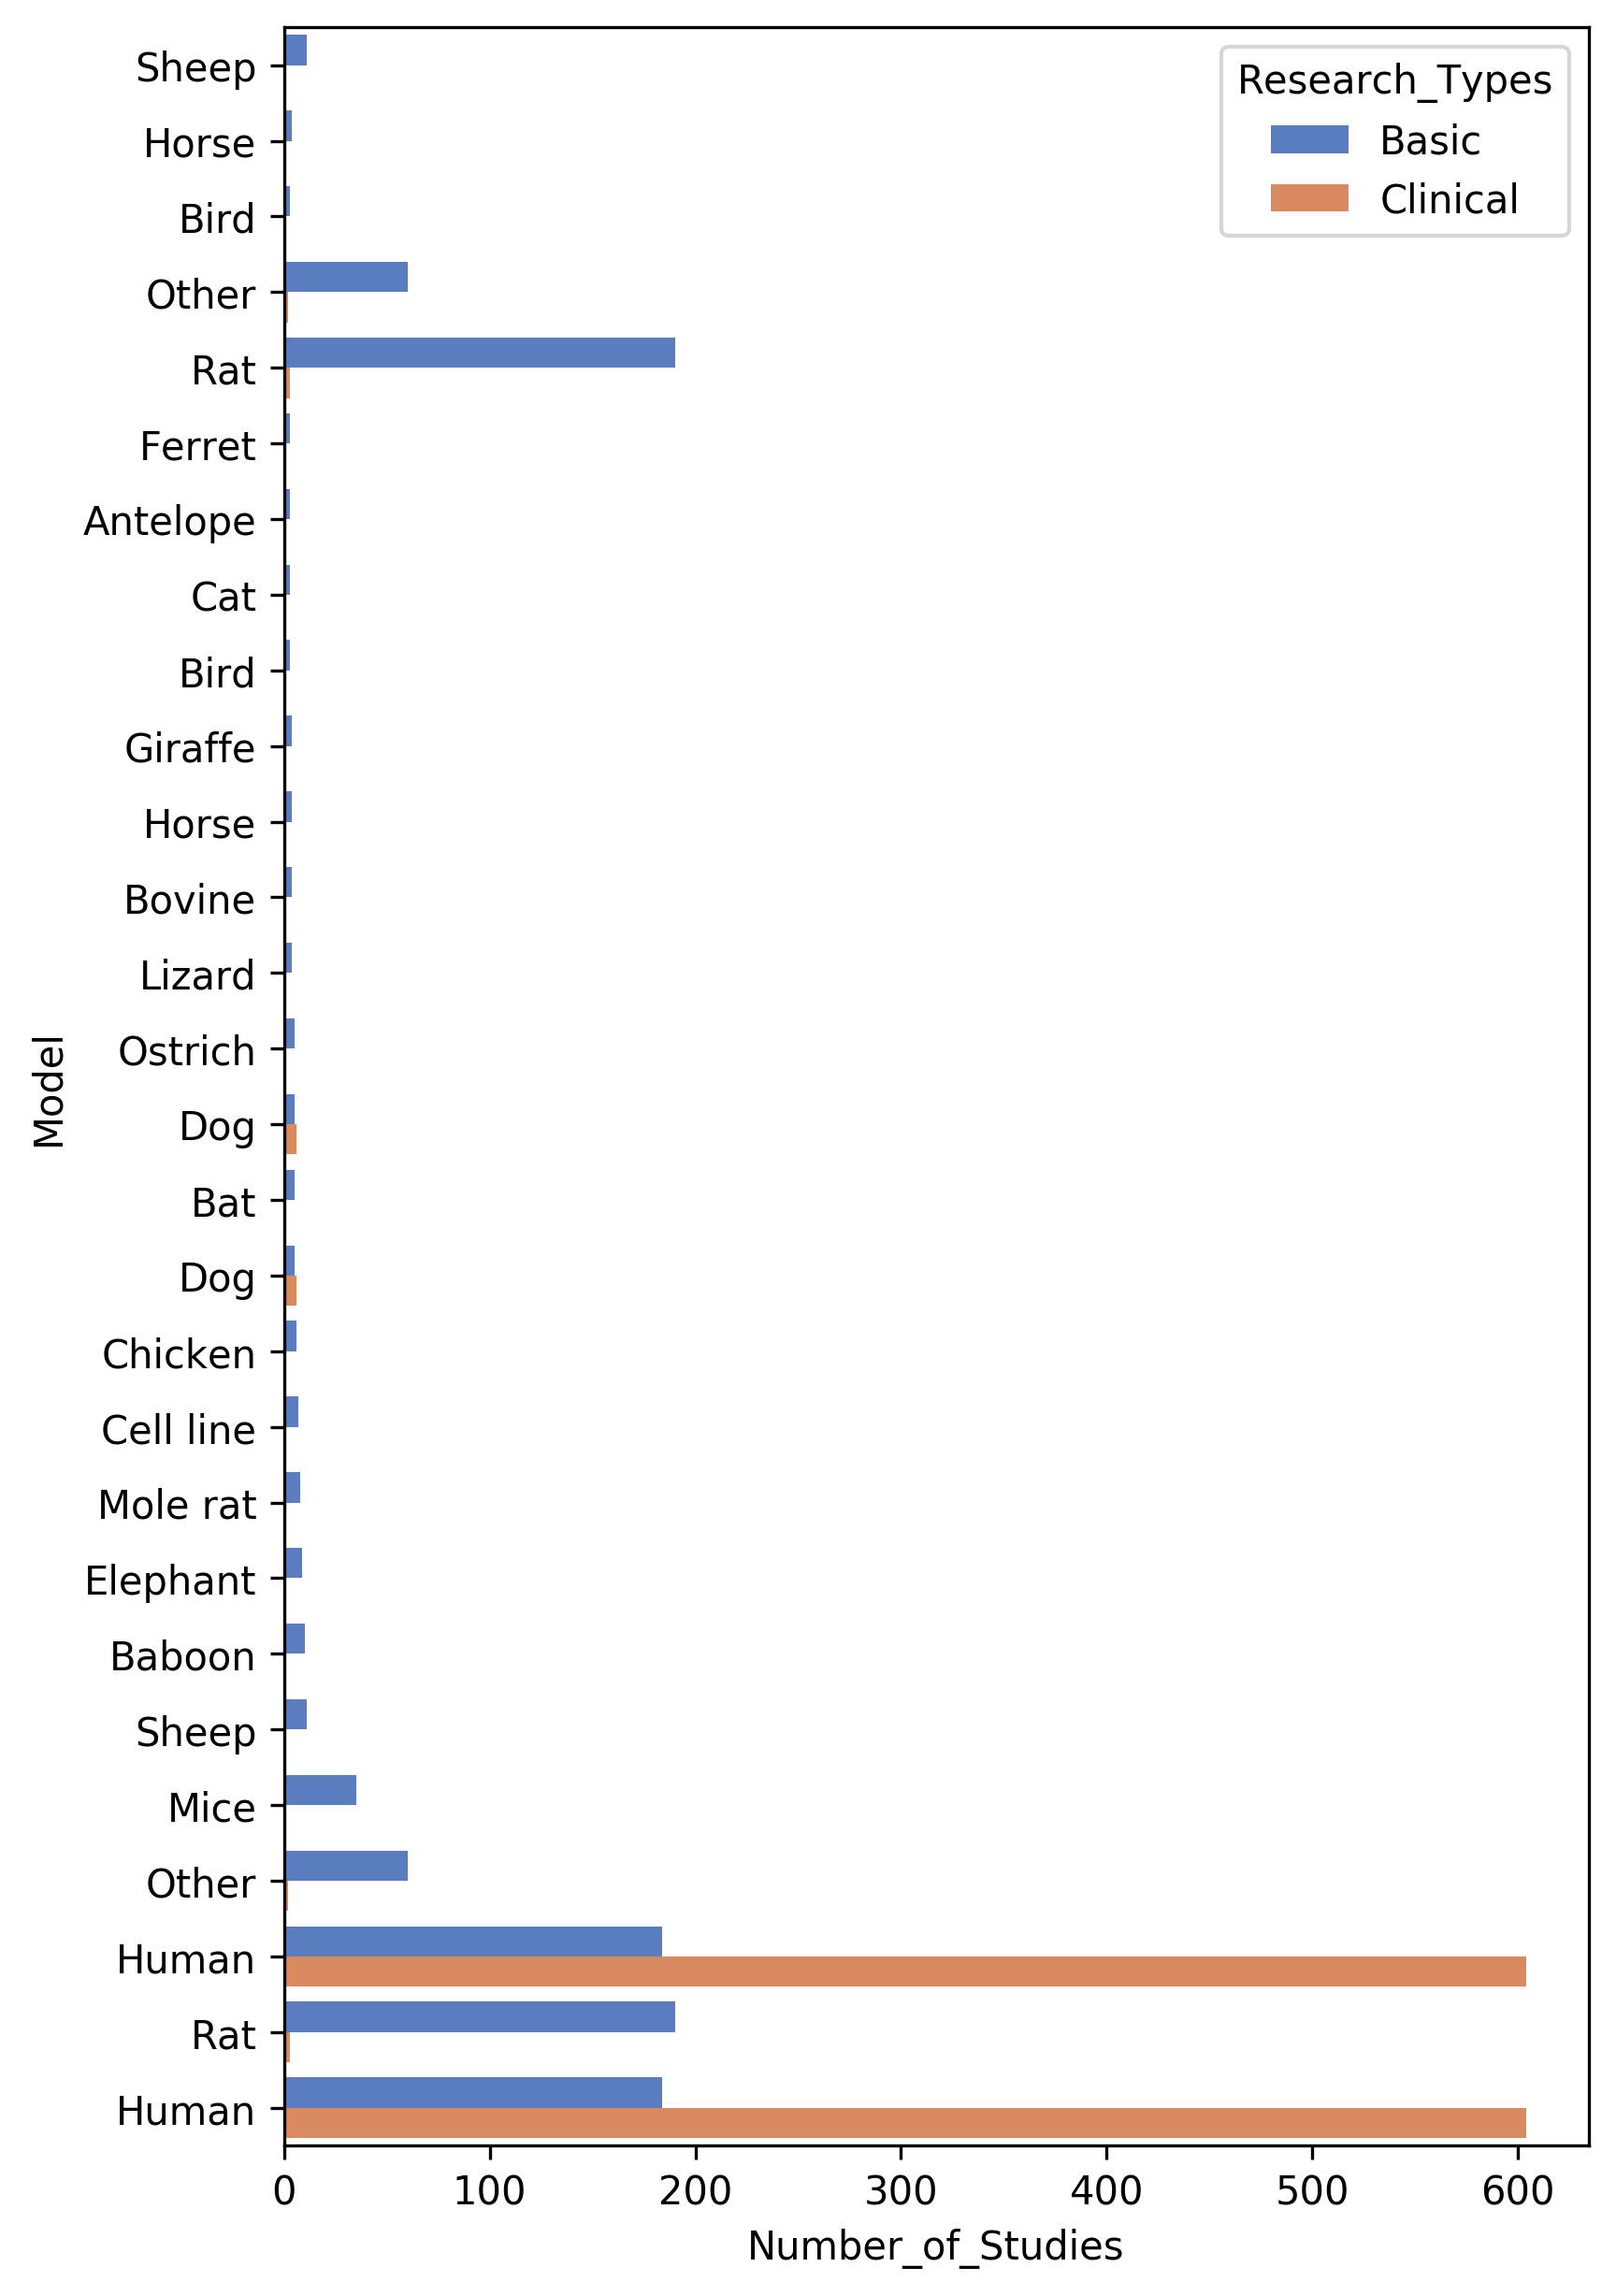 Research_Types
Basic
Clinical
Sheep
Horse
Bird
Other
Rat
Ferret
Antelope
Cat
Bird
Giraffe
Horse
Bovine
Lizard
Ostrich
Dog
Bat
Dog
Chicken
Cell line
Mole rat
Elephant
Baboon
Sheep
Mice
Other
Human
Rat
Human
Model
0 100 200 300 400 500 600
Number_of_Studies